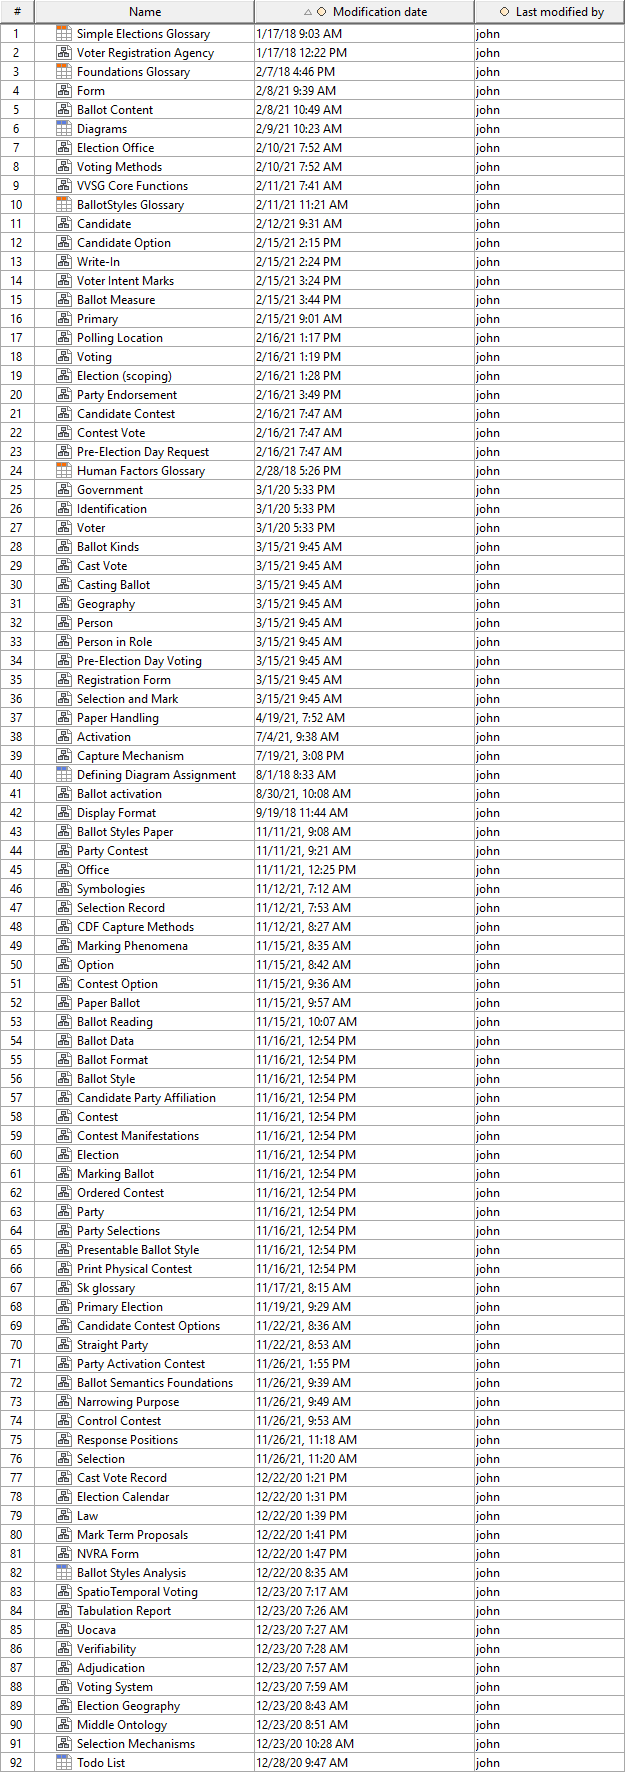 # Name Modification date Last modified by
1 Simple Elections Glossary 1/17/18 9:03 AM john
2 Voter Registration Agency 1/17/18 12:22 PM john
3 Foundations Glossary 2/7/18 4:46 PM john
4 Form 2/8/21 9:39 AM john
5 Ballot Content 2/8/21 10:49 AM john
6 Diagrams 2/9/21 10:23 AM john
7 Election Office 2/10/21 7:52 AM john
8 Voting Methods 2/10/21 7:52 AM john
9 VVSG Core Functions 2/11/21 7:41 AM john
10 BallotStyles Glossary 2/11/21 11:21 AM john
11 Candidate 2/12/21 9:31 AM john
12 Candidate Option 2/15/21 2:15 PM john
13 Write-In 2/15/21 2:24 PM john
14 Voter Intent Marks 2/15/21 3:24 PM john
15 Ballot Measure 2/15/21 3:44 PM john
16 Primary 2/15/21 9:01 AM john
17 Polling Location 2/16/21 1:17 PM john
18 Voting 2/16/21 1:19 PM john
19 Election (scoping) 2/16/21 1:28 PM john
20 Party Endorsement 2/16/21 3:49 PM john
21 Candidate Contest 2/16/21 7:47 AM john
22 Contest Vote 2/16/21 7:47 AM john
23 Pre-Election Day Request 2/16/21 7:47 AM john
24 Human Factors Glossary 2/28/18 5:26 PM john
25 Government 3/1/20 5:33 PM john
26 Identification 3/1/20 5:33 PM john
27 Voter 3/1/20 5:33 PM john
28 Ballot Kinds 3/15/21 9:45 AM john
29 Cast Vote 3/15/21 9:45 AM john
30 Casting Ballot 3/15/21 9:45 AM john
31 Geography 3/15/21 9:45 AM john
32 Person 3/15/21 9:45 AM john
33 Person in Role 3/15/21 9:45 AM john
34 Pre-Election Day Voting 3/15/21 9:45 AM john
35 Registration Form 3/15/21 9:45 AM john
36 Selection and Mark 3/15/21 9:45 AM john
37 Paper Handling 4/19/21, 7:52 AM john
38 Activation 7/4/21, 9:38 AM john
39 Capture Mechanism 7/19/21, 3:08 PM john
40 Defining Diagram Assignment 8/1/18 8:33 AM john
41 Ballot activation 8/30/21, 10:08 AM john
42 Display Format 9/19/18 11:44 AM john
43 Ballot Styles Paper 11/11/21, 9:08 AM john
44 Party Contest 11/11/21, 9:21 AM john
45 Office 11/11/21, 12:25 PM john
46 Symbologies 11/12/21, 7:12 AM john
47 Selection Record 11/12/21, 7:53 AM john
48 CDF Capture Methods 11/12/21, 8:27 AM john
49 Marking Phenomena 11/15/21, 8:35 AM john
50 Option 11/15/21, 8:42 AM john
51 Contest Option 11/15/21, 9:36 AM john
52 Paper Ballot 11/15/21, 9:57 AM john
53 Ballot Reading 11/15/21, 10:07 AM john
54 Ballot Data 11/16/21, 12:54 PM john
55 Ballot Format 11/16/21, 12:54 PM john
56 Ballot Style 11/16/21, 12:54 PM john
57 Candidate Party Affiliation 11/16/21, 12:54 PM john
58 Contest 11/16/21, 12:54 PM john
59 Contest Manifestations 11/16/21, 12:54 PM john
60 Election 11/16/21, 12:54 PM john
61 Marking Ballot 11/16/21, 12:54 PM john
62 Ordered Contest 11/16/21, 12:54 PM john
63 Party 11/16/21, 12:54 PM john
64 Party Selections 11/16/21, 12:54 PM john
65 Presentable Ballot Style 11/16/21, 12:54 PM john
66 Print Physical Contest 11/16/21, 12:54 PM john
67 Sk glossary 11/17/21, 8:15 AM john
68 Primary Election 11/19/21, 9:29 AM john
69 Candidate Contest Options 11/22/21, 8:36 AM john
70 Straight Party 11/22/21, 8:53 AM john
71 Party Activation Contest 11/26/21, 1:55 PM john
72 Ballot Semantics Foundations 11/26/21, 9:39 AM john
73 Narrowing Purpose 11/26/21, 9:49 AM john
74 Control Contest 11/26/21, 9:53 AM john
75 Response Positions 11/26/21, 11:18 AM john
76 Selection 11/26/21, 11:20 AM john
77 Cast Vote Record 12/22/20 1:21 PM john
78 Election Calendar 12/22/20 1:31 PM john
79 Law 12/22/20 1:39 PM john
80 Mark Term Proposals 12/22/20 1:41 PM john
81 NVRA Form 12/22/20 1:47 PM john
82 Ballot Styles Analysis 12/22/20 8:35 AM john
83 SpatioTemporal Voting 12/23/20 7:17 AM john
84 Tabulation Report 12/23/20 7:26 AM john
85 Uocava 12/23/20 7:27 AM john
86 Verifiability 12/23/20 7:28 AM john
87 Adjudication 12/23/20 7:57 AM john
88 Voting System 12/23/20 7:59 AM john
89 Election Geography 12/23/20 8:43 AM john
90 Middle Ontology 12/23/20 8:51 AM john
91 Selection Mechanisms 12/23/20 10:28 AM john
92 Todo List 12/28/20 9:47 AM john